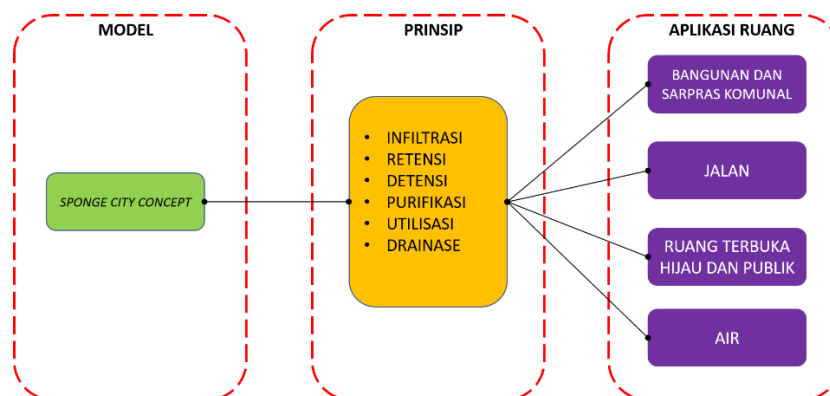 MODEL
SPONGE CITY CONCEPT
PRINSIP
• INFILTRASI
• RETENSI
• DETENSI
• PURIFIKASI
• UTILISASI
• DRAINASE
APLIKASI RUANG
BANGUNAN DAN
SARPRAS KOMUNAL
JALAN
RUANG TERBUKA
HIJAU DAN PUBLIK
AIR